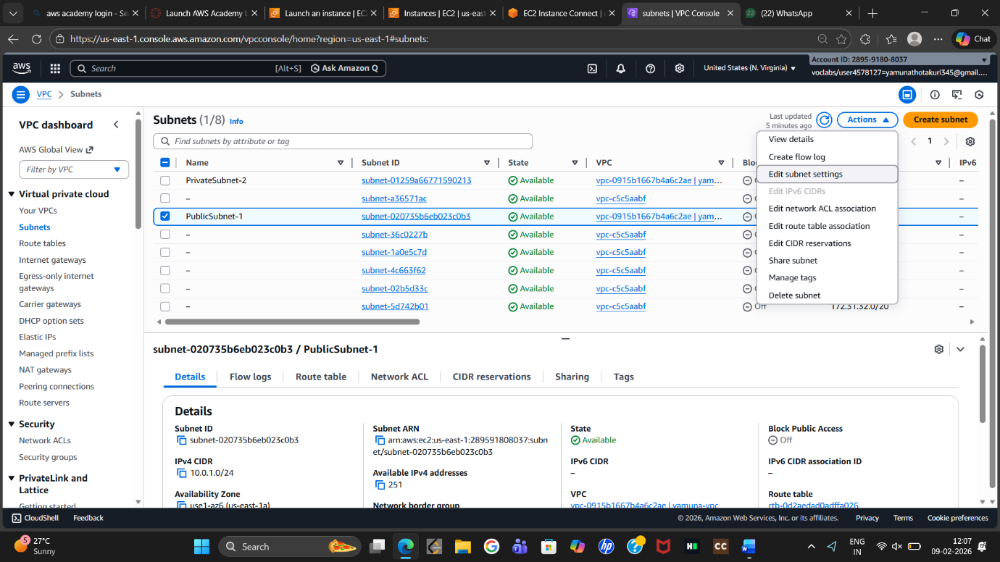 aws academy login - Se
Launch AWS Academy L
Launch an instance | EC2
Instances | EC2 | us-east
EC2 Instance Connect |
subnets | VPC Console
(22) WhatsApp
https://us-east-1.console.aws.amazon.com/vpcconsole/home?region=us-east-1#subnets:
Chat
aws
Search
[Alt+S]
Ask Amazon Q
United States (N. Virginia)
Account ID: 2895-9180-8037
voclabs/user4578127=yamunathotakuri345@gmail....
VPC
Subnets
VPC dashboard
AWS Global View
Filter by VPC
Virtual private cloud
Your VPCs
Subnets
Route tables
Internet gateways
Egress-only internet
gateways
Carrier gateways
DHCP option sets
Elastic IPs
Managed prefix lists
NAT gateways
Peering connections
Route servers
Security
Network ACLs
Security groups
PrivateLink and
Lattice
Getting started
Subnets (1/8) Info
Last updated
5 minutes ago
Actions
Create subnet
Find subnets by attribute or tag
1
View details
Create flow log
Edit subnet settings
Edit IPv6 CIDRs
Edit network ACL association
Edit route table association
Edit CIDR reservations
Share subnet
Manage tags
Delete subnet
Name Subnet ID State VPC Bloc IPv6
PrivateSubnet-2 subnet-01259a66771590213 Available vpc-0915b1667b4a6c2ae | yam... –
– subnet-a36571ac Available vpc-c5c5aabf –
PublicSubnet-1 subnet-020735b6eb023c0b3 Available vpc-0915b1667b4a6c2ae | yam... –
– subnet-36c0227b Available vpc-c5c5aabf –
– subnet-1a0e5c7d Available vpc-c5c5aabf –
– subnet-4c663f62 Available vpc-c5c5aabf –
– subnet-02b5d33c Available vpc-c5c5aabf –
– subnet-5d742b01 Available vpc-c5c5aabf Off 172.31.32.0/20 –
subnet-020735b6eb023c0b3 / PublicSubnet-1
Details
Flow logs
Route table
Network ACL
CIDR reservations
Sharing
Tags
Details
Subnet ID
subnet-020735b6eb023c0b3
IPv4 CIDR
10.0.1.0/24
Availability Zone
use1-az6 (us-east-1a)
Subnet ARN
arn:aws:ec2:us-east-1:289591808037:subn
et/subnet-020735b6eb023c0b3
Available IPv4 addresses
251
Network border group
State
Available
IPv6 CIDR
–
VPC
vpc-0915b1667b4a6c2ae | yamuna-vpc
Block Public Access
Off
IPv6 CIDR association ID
–
Route table
rtb-0d2aedad0adffa026
CloudShell
Feedback
© 2026, Amazon Web Services, Inc. or its affiliates.
Privacy
Terms
Cookie preferences
5
27°C
Sunny
Search
ENG
IN
12:07
09-02-2026